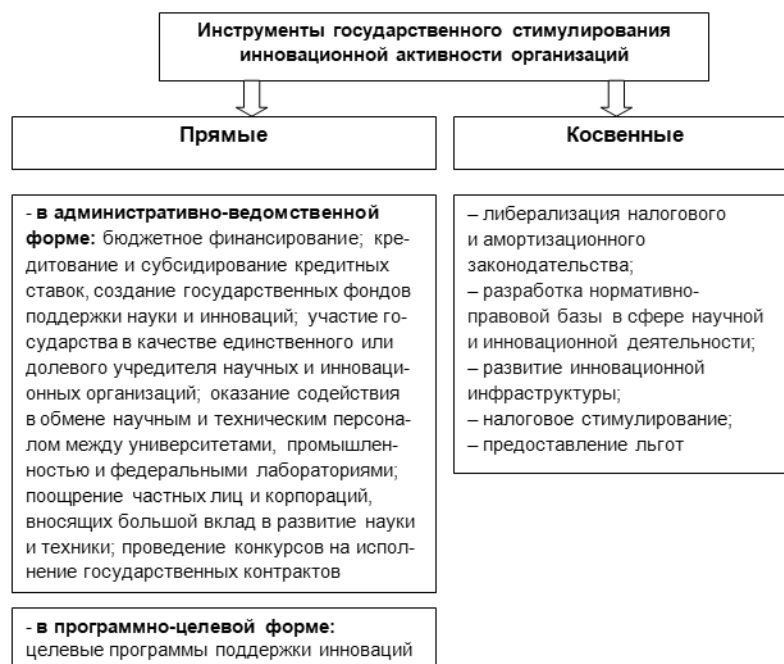 Инструменты государственного стимулирования
инновационной активности организаций
Прямые
Косвенные
- в административно-ведомственной
форме: бюджетное финансирование; кре-
дитование и субсидирование кредитных
ставок, создание государственных фондов
поддержки науки и инноваций; участие го-
сударства в качестве единственного или
долевого учредителя научных и инноваци-
онных организаций; оказание содействия
в обмене научным и техническим персона-
лом между университетами, промышлен-
ностью и федеральными лабораториями;
поощрение частных лиц и корпораций,
вносящих большой вклад в развитие науки
и техники; проведение конкурсов на испол-
нение государственных контрактов
- в программно-целевой форме:
целевые программы поддержки инноваций
– либерализация налогового
и амортизационного
законодательства;
– разработка нормативно-
правовой базы в сфере научной
и инновационной деятельности;
– развитие инновационной
инфраструктуры;
– налоговое стимулирование;
– предоставление льгот